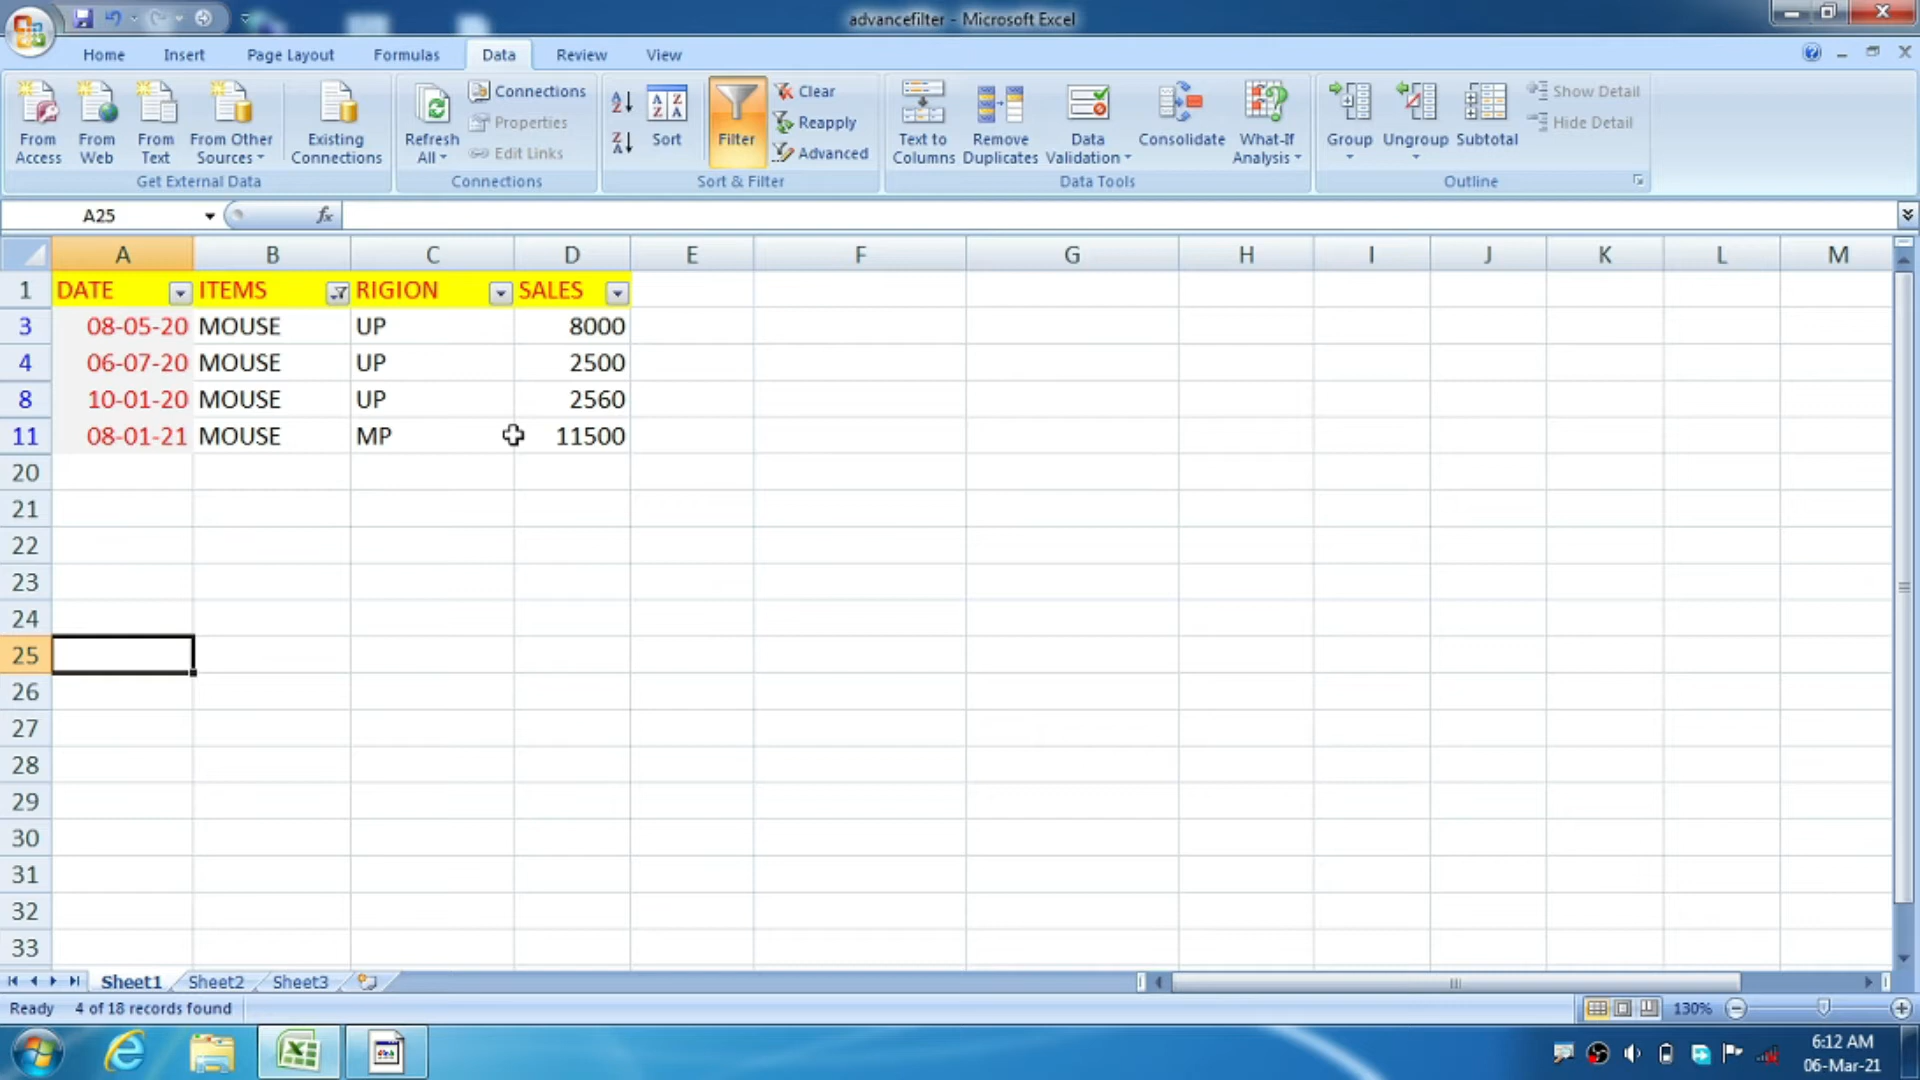 advancefilter - Microsoft Excel
Home Insert Page Layout Formulas Data Review View
From Access
From Web
From Text
From Other Sources
Existing Connections
Get External Data
Refresh All
Connections
Properties
Edit Links
Connections
Sort
Filter
Clear
Reapply
Advanced
Sort & Filter
Text to Columns
Remove Duplicates
Data Validation
Consolidate
What-If Analysis
Data Tools
Group
Ungroup
Subtotal
Show Detail
Hide Detail
Outline
A25 fx
A B C D E F G H I J K L M
1 DATE ITEMS RIGION SALES
3 08-05-20 MOUSE UP 8000
4 06-07-20 MOUSE UP 2500
8 10-01-20 MOUSE UP 2560
11 08-01-21 MOUSE MP 11500
20
21
22
23
24
25
26
27
28
29
30
31
32
33
Sheet1 Sheet2 Sheet3
Ready 4 of 18 records found 130%
6:12 AM
06-Mar-21